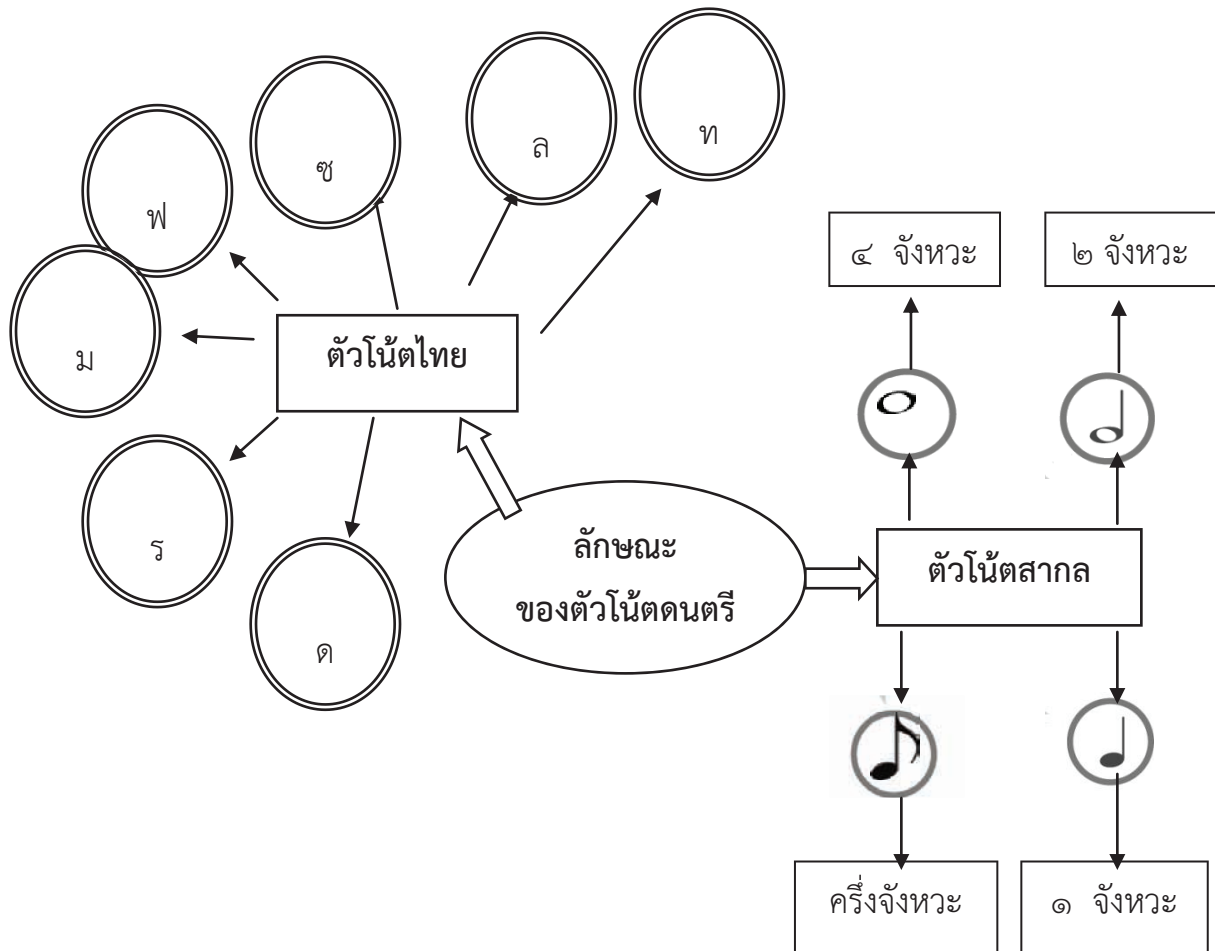 ท
ล
ซ
ฟ
ม
ร
ด
ตัวโน้ตไทย
๔ จังหวะ
๒ จังหวะ
ลักษณะ
ของตัวโน้ตดนตรี
ตัวโน้ตสากล
ครึ่งจังหวะ
๑ จังหวะ